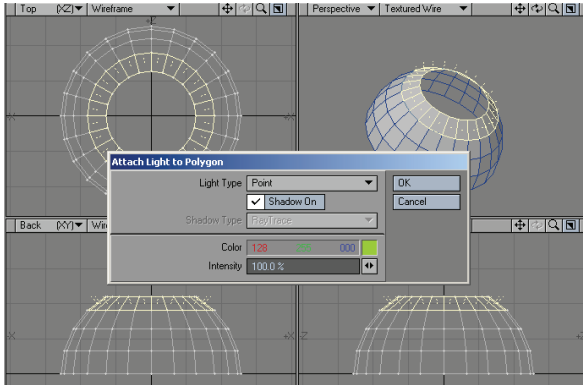 Top (XZ) Wireframe
Perspective Textured Wire
Attach Light to Polygon
Light Type Point
OK
Shadow On
Cancel
Shadow Type RayTrace
Back (XY)
Color 128 000
Intensity 100.0 %
X
+X
-Z